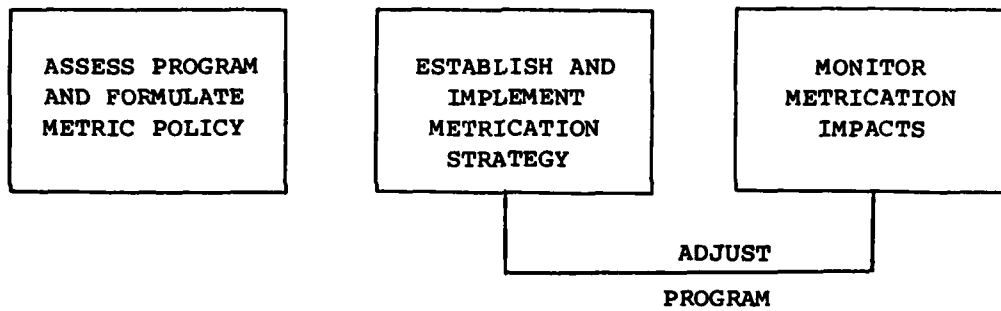 ASSESS PROGRAM
AND FORMULATE
METRIC POLICY
ESTABLISH AND
IMPLEMENT
METRICATION
STRATEGY
MONITOR
METRICATION
IMPACTS
ADJUST
PROGRAM